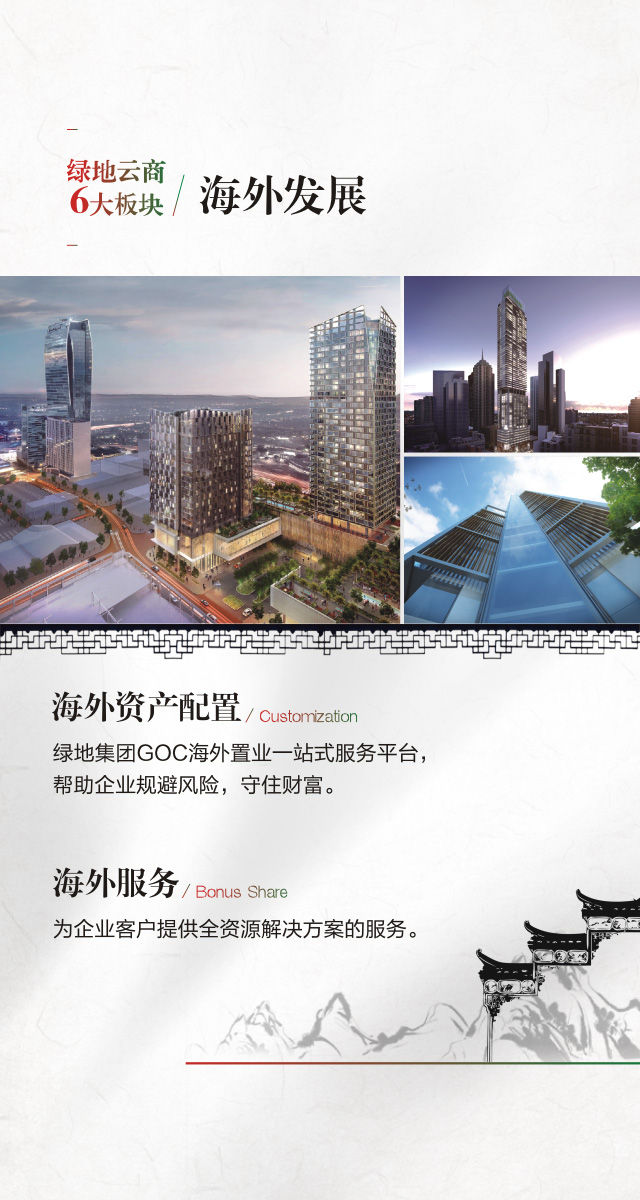 绿地云商
6大板块
/ 海外发展
海外资产配置 / Customization
绿地集团GOC海外置业一站式服务平台，
帮助企业规避风险，守住财富。
海外服务 / Bonus Share
为企业客户提供全资源解决方案的服务。